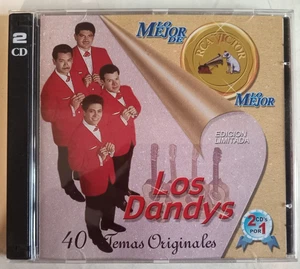 2
CD
LO
MEJOR
DE
RCA VICTOR
LO
MEJOR
EDICION
LIMITADA
Los
Dandys
40 Temas Originales
2 CD's
POR 1